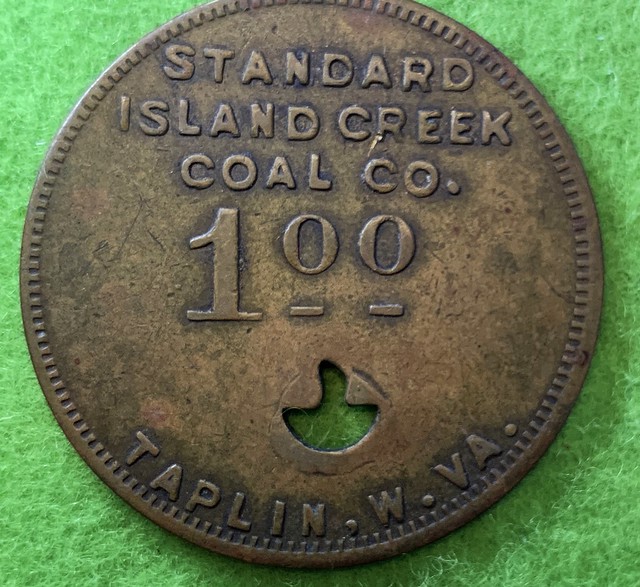 STANDARD
ISLAND CREEK
COAL CO.
1 00
TAPLIN, W. VA.